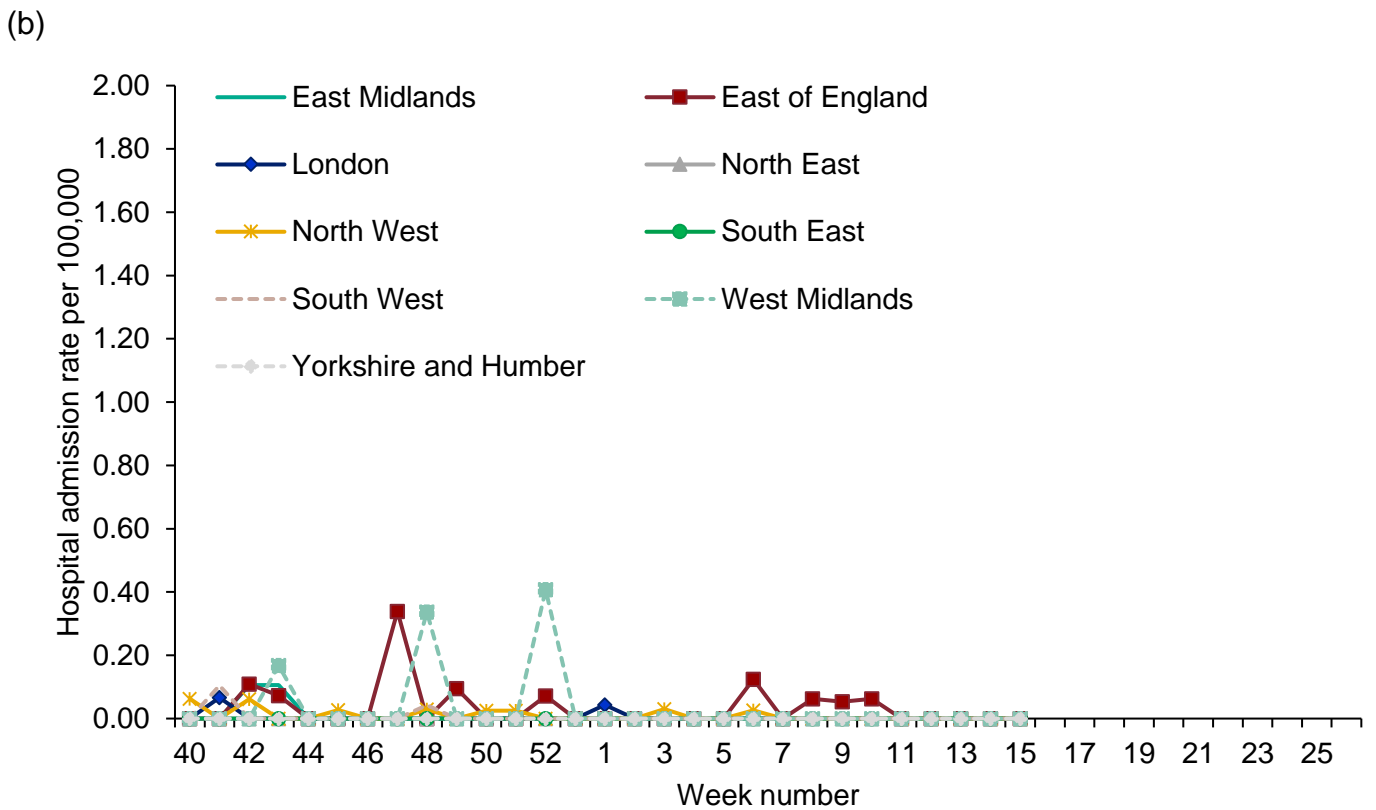 (b)
2.00
1.80
1.60
1.40
1.20
1.00
0.80
0.60
0.40
0.20
0.00
Hospital admission rate per 100,000
East Midlands East of England
London North East
North West South East
South West West Midlands
Yorkshire and Humber
40 42 44 46 48 50 52 1 3 5 7 9 11 13 15 17 19 21 23 25
Week number